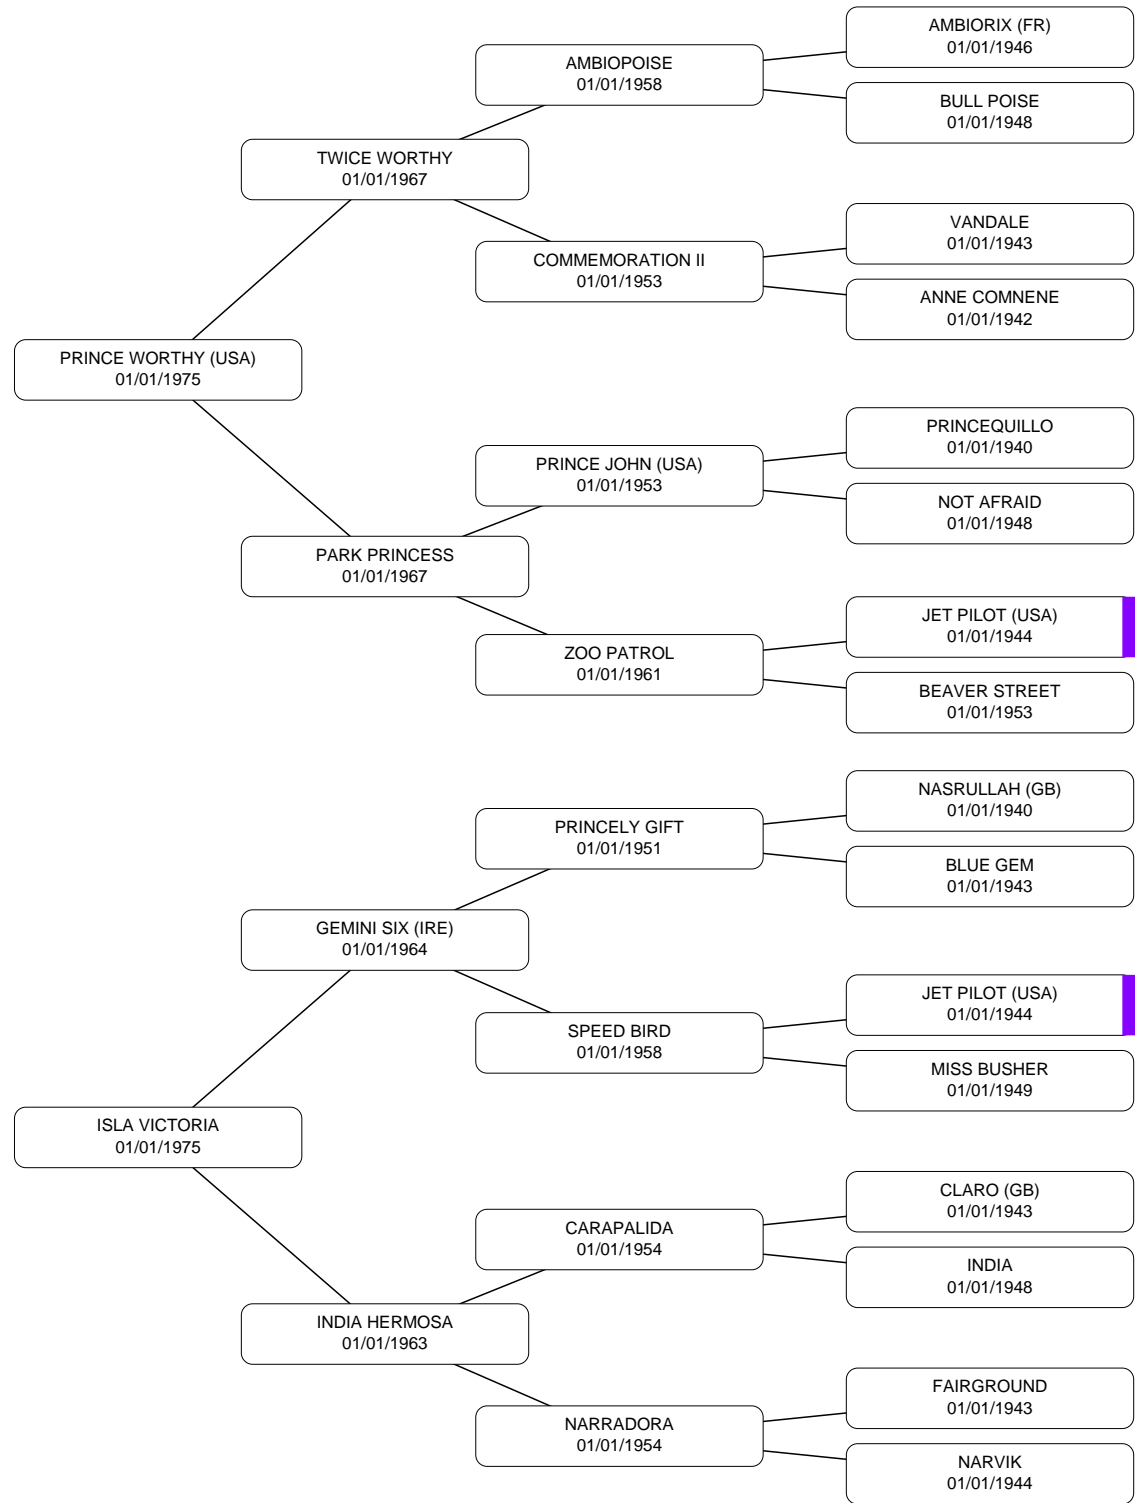 AMBIORIX (FR)
01/01/1946
AMBIOPOISE
01/01/1958
BULL POISE
01/01/1948
TWICE WORTHY
01/01/1967
VANDALE
01/01/1943
COMMEMORATION II
01/01/1953
ANNE COMNENE
01/01/1942
PRINCE WORTHY (USA)
01/01/1975
PRINCEQUILLO
01/01/1940
PRINCE JOHN (USA)
01/01/1953
NOT AFRAID
01/01/1948
PARK PRINCESS
01/01/1967
JET PILOT (USA)
01/01/1944
ZOO PATROL
01/01/1961
BEAVER STREET
01/01/1953
NASRULLAH (GB)
01/01/1940
PRINCELY GIFT
01/01/1951
BLUE GEM
01/01/1943
GEMINI SIX (IRE)
01/01/1964
JET PILOT (USA)
01/01/1944
SPEED BIRD
01/01/1958
MISS BUSHER
01/01/1949
ISLA VICTORIA
01/01/1975
CLARO (GB)
01/01/1943
CARAPALIDA
01/01/1954
INDIA
01/01/1948
INDIA HERMOSA
01/01/1963
FAIRGROUND
01/01/1943
NARRADORA
01/01/1954
NARVIK
01/01/1944